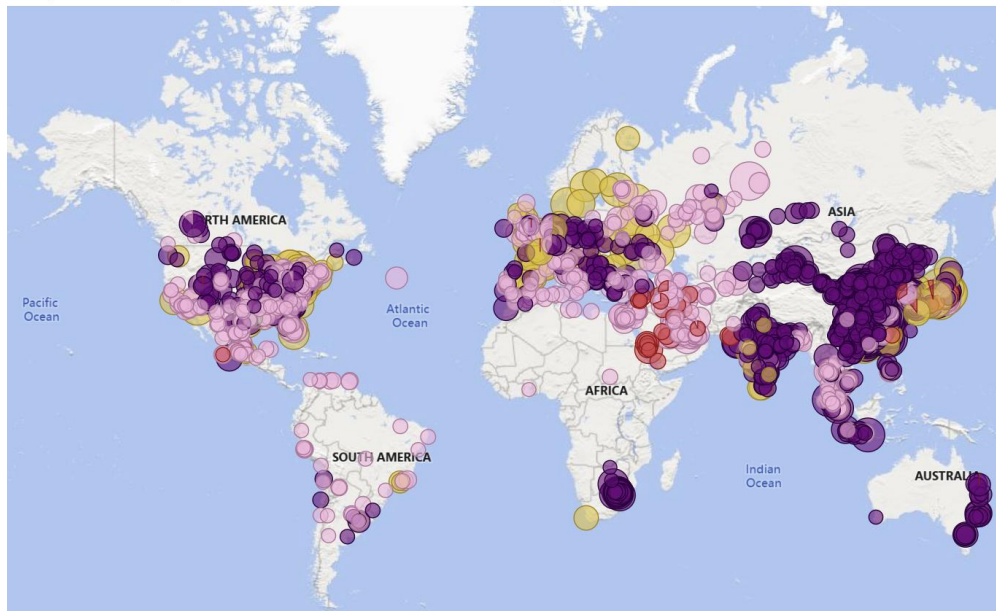 RTH AMERICA
ASIA
Pacific
Ocean
Atlantic
Ocean
AFRICA
SOUTH AMERICA
Indian
Ocean
AUSTRALIA